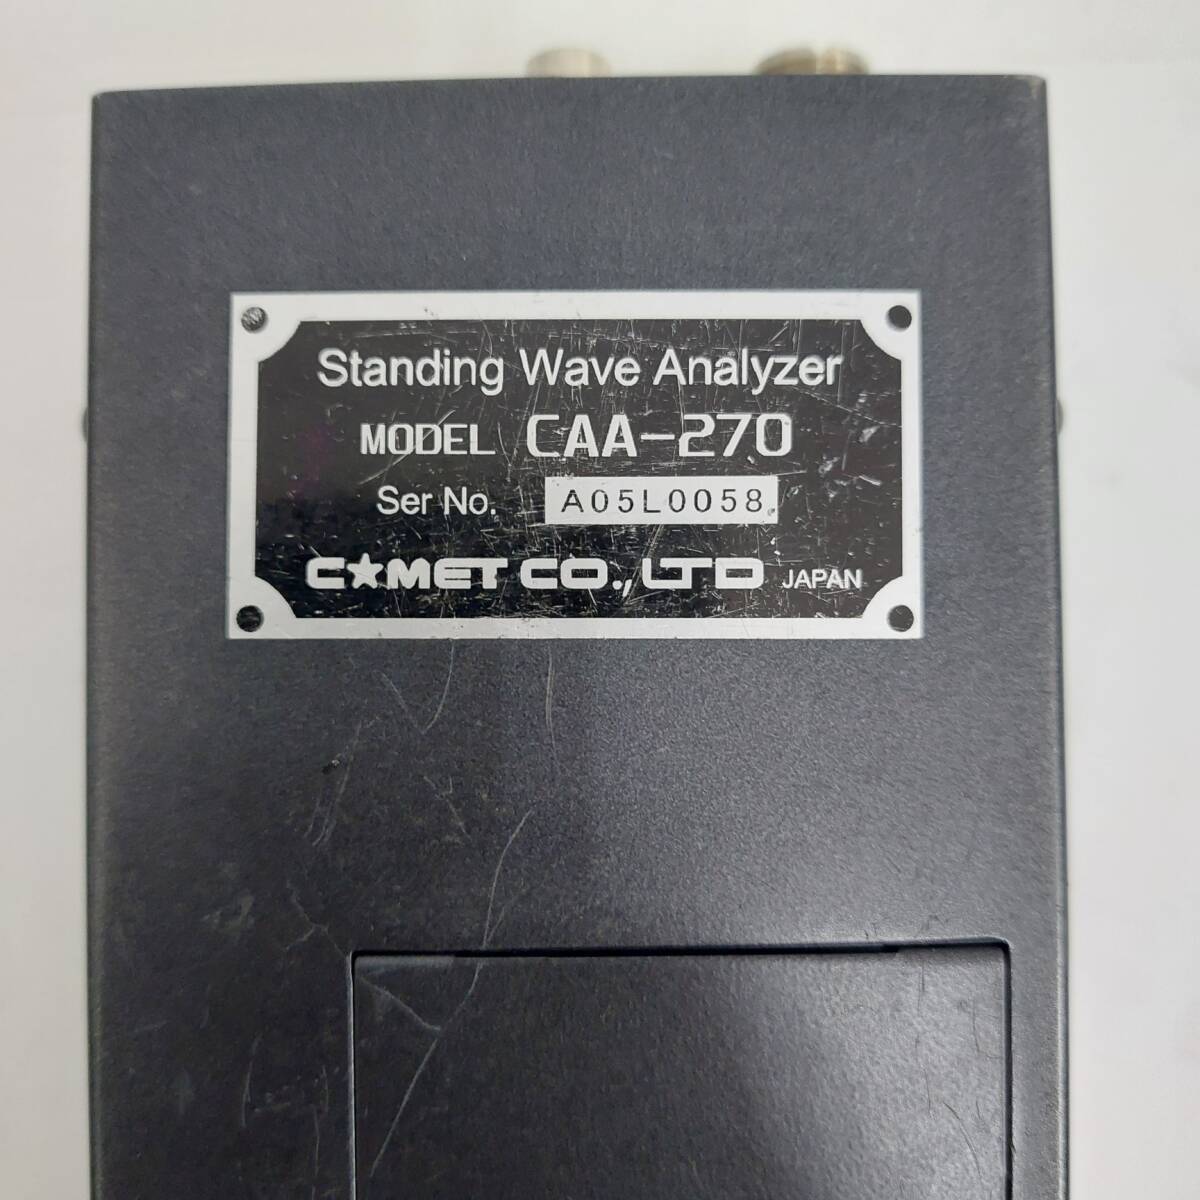 Standing Wave Analyzer
MODEL CAA-270
Ser No. A05L0058
C★MET CO., LTD JAPAN